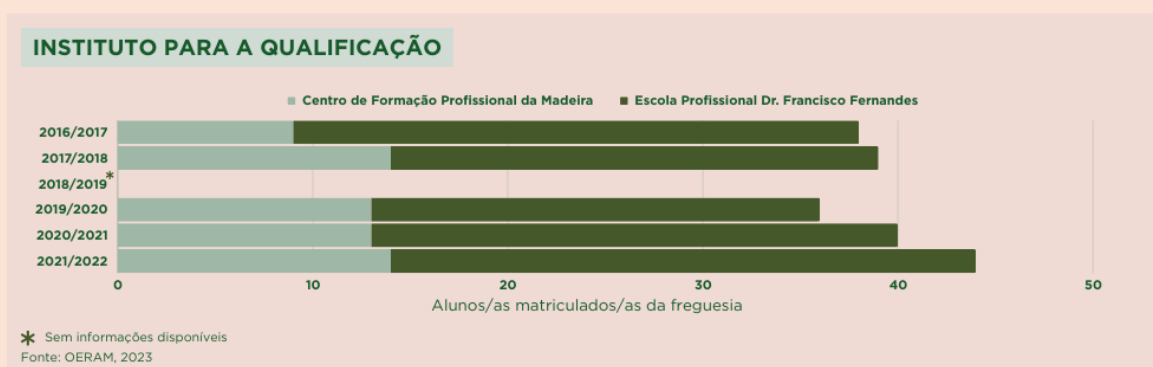 INSTITUTO PARA A QUALIFICAÇÃO
Centro de Formação Profissional da Madeira
Escola Profissional Dr. Francisco Fernandes
2016/2017
2017/2018
2018/2019*
2019/2020
2020/2021
2021/2022
0 10 20 30 40 50
Alunos/as matriculados/as da freguesia
* Sem informações disponíveis
Fonte: OERAM, 2023